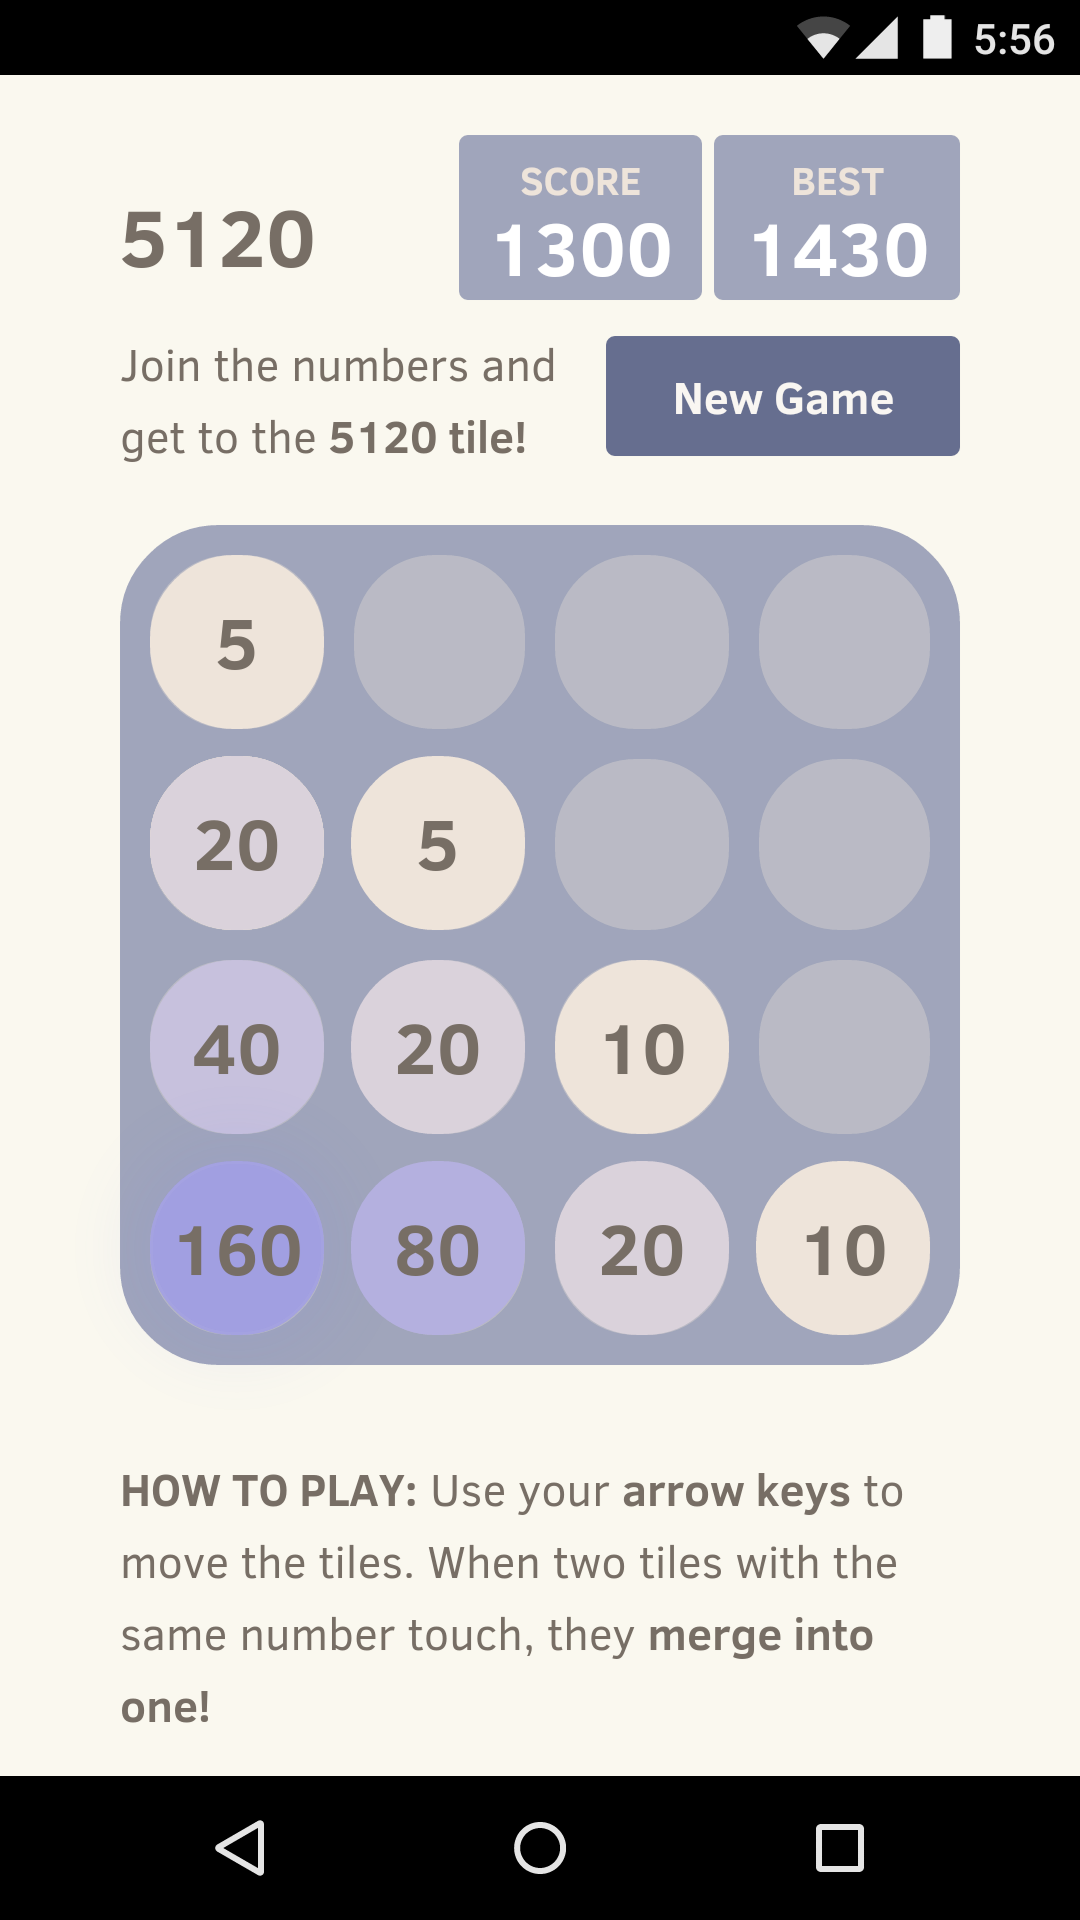 5:56
5120
SCORE
1300
BEST
1430
Join the numbers and
get to the 5120 tile!
New Game
5
20 5
40 20 10
160 80 20 10
HOW TO PLAY: Use your arrow keys to
move the tiles. When two tiles with the
same number touch, they merge into
one!